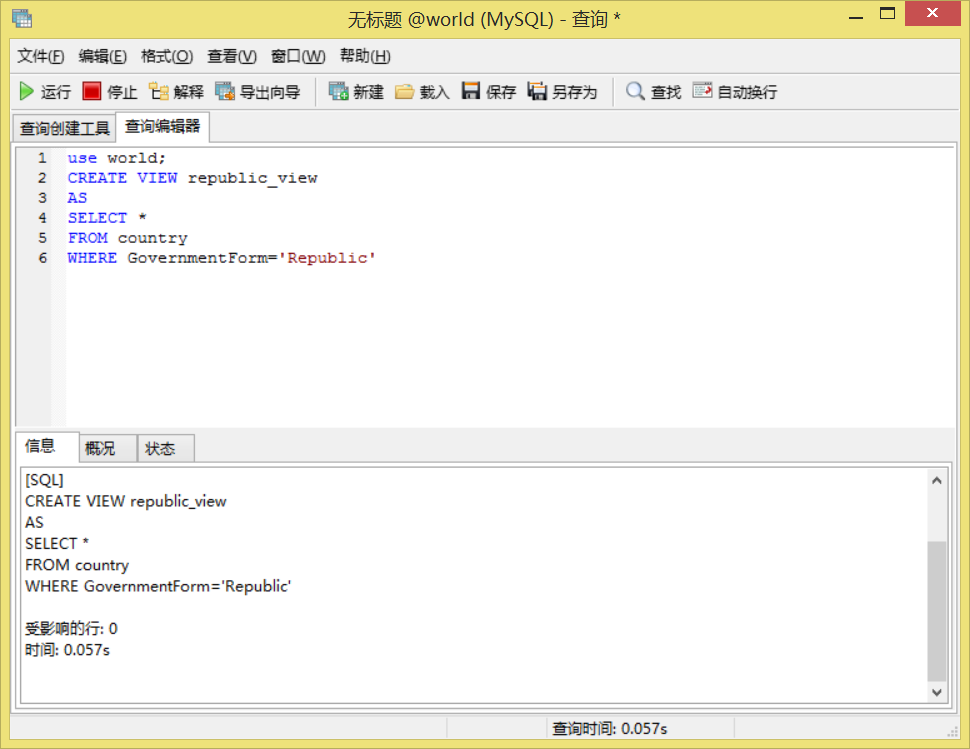 无标题 @world (MySQL) - 查询 *
文件(F) 编辑(E) 格式(O) 查看(V) 窗口(W) 帮助(H)
运行 停止 解释 导出向导 新建 载入 保存 另存为 查找 自动换行
查询创建工具 查询编辑器
1 use world;
2 CREATE VIEW republic_view
3 AS
4 SELECT *
5 FROM country
6 WHERE GovernmentForm='Republic'
信息 概况 状态
[SQL]
CREATE VIEW republic_view
AS
SELECT *
FROM country
WHERE GovernmentForm='Republic'
受影响的行: 0
时间: 0.057s
查询时间: 0.057s